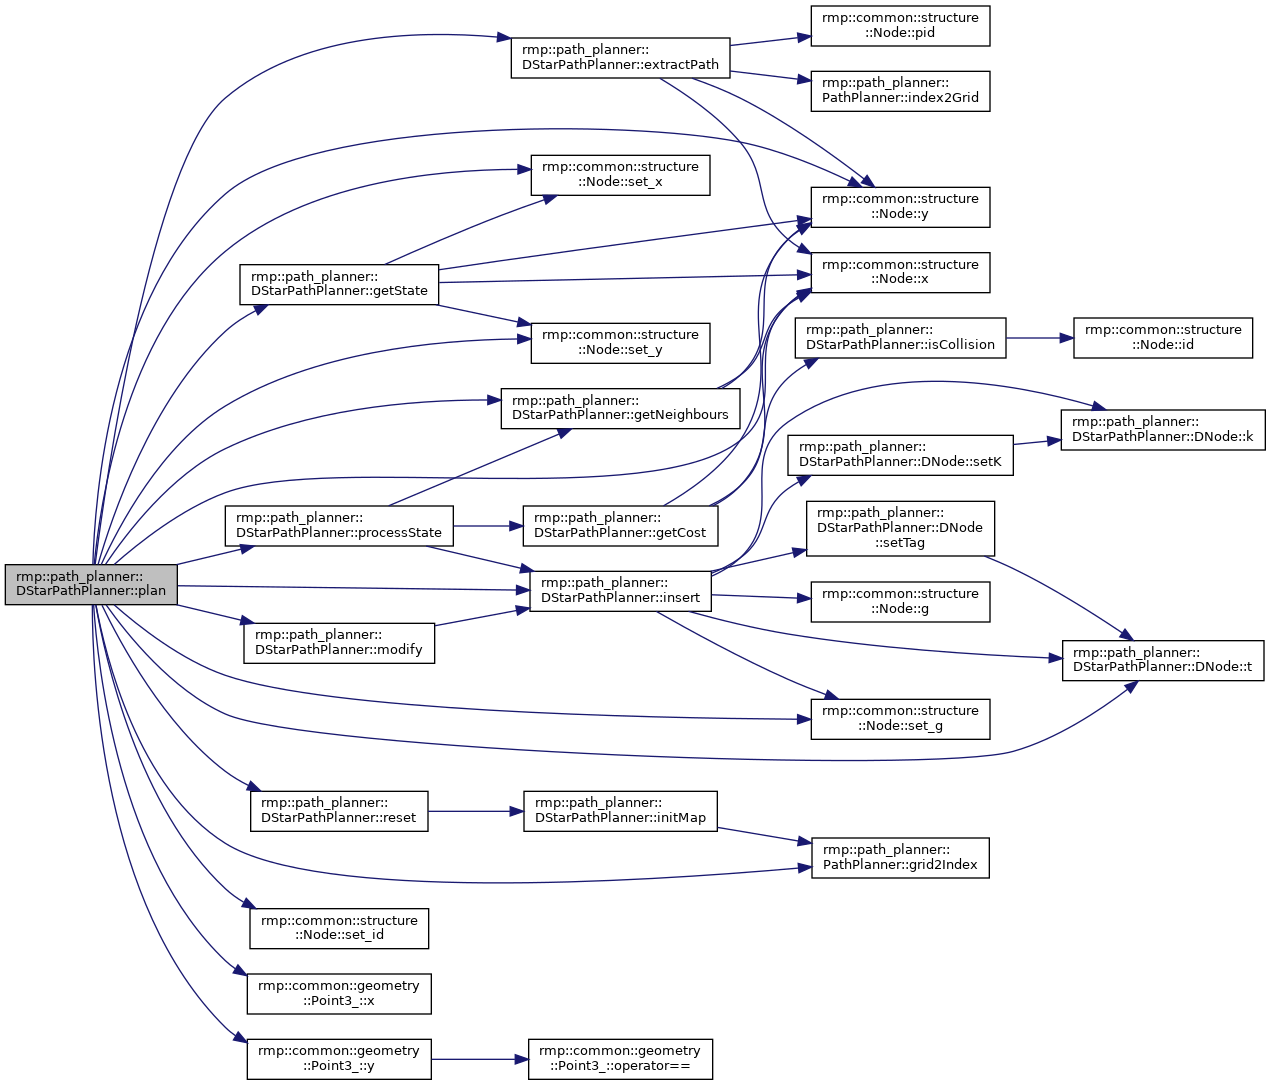 rmp::path_planner::
DStarPathPlanner::plan
rmp::path_planner::
DStarPathPlanner::extractPath
rmp::common::structure
::Node::pid
rmp::path_planner::
PathPlanner::index2Grid
rmp::common::structure
::Node::set_x
rmp::common::structure
::Node::y
rmp::path_planner::
DStarPathPlanner::getState
rmp::common::structure
::Node::x
rmp::common::structure
::Node::set_y
rmp::path_planner::
DStarPathPlanner::isCollision
rmp::common::structure
::Node::id
rmp::path_planner::
DStarPathPlanner::getNeighbours
rmp::path_planner::
DStarPathPlanner::DNode::k
rmp::path_planner::
DStarPathPlanner::DNode::setK
rmp::path_planner::
DStarPathPlanner::processState
rmp::path_planner::
DStarPathPlanner::getCost
rmp::path_planner::
DStarPathPlanner::DNode
::setTag
rmp::path_planner::
DStarPathPlanner::insert
rmp::common::structure
::Node::g
rmp::path_planner::
DStarPathPlanner::modify
rmp::path_planner::
DStarPathPlanner::DNode::t
rmp::common::structure
::Node::set_g
rmp::path_planner::
DStarPathPlanner::reset
rmp::path_planner::
DStarPathPlanner::initMap
rmp::path_planner::
PathPlanner::grid2Index
rmp::common::structure
::Node::set_id
rmp::common::geometry
::Point3_::x
rmp::common::geometry
::Point3_::y
rmp::common::geometry
::Point3_::operator==